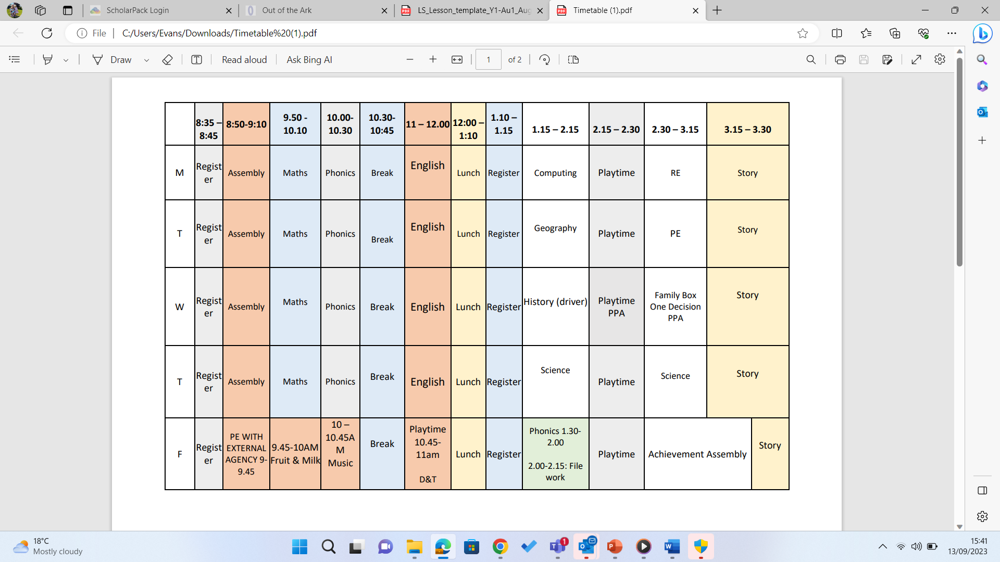 ScholarPack Login
Out of the Ark
LS_Lesson_template_Y1-Au1_Aug
Timetable (1).pdf
File
C:/Users/Evans/Downloads/Timetable%20(1).pdf
Draw
Read aloud
Ask Bing AI
1
of 2
8:35 –
8:45
8:50-9:10
9.50 -
10.10
10.00-
10.30
10.30-
10:45
11 – 12.00
12:00 –
1:10
1.10 –
1.15
1.15 – 2.15
2.15 – 2.30
2.30 – 3.15
3.15 – 3.30
M
Regist
er
Assembly
Maths
Phonics
Break
English
Lunch
Register
Computing
Playtime
RE
Story
T
Regist
er
Assembly
Maths
Phonics
Break
English
Lunch
Register
Geography
Playtime
PE
Story
W
Regist
er
Assembly
Maths
Phonics
Break
English
Lunch
Register
History (driver)
Playtime
PPA
Family Box
One Decision
PPA
Story
T
Regist
er
Assembly
Maths
Phonics
Break
English
Lunch
Register
Science
Playtime
Science
Story
F
Regist
er
PE WITH
EXTERNAL
AGENCY 9-
9.45
9.45-10AM
Fruit & Milk
10 –
10.45A
M
Music
Break
Playtime
10.45-
11am
D&T
Lunch
Register
Phonics 1.30-
2.00
2.00-2.15: File
work
Playtime
Achievement Assembly
Story
18°C
Mostly cloudy
1
15:41
13/09/2023